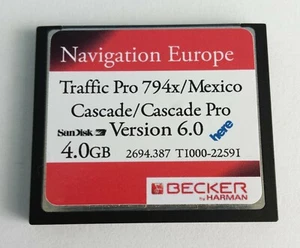 Navigation Europe
Traffic Pro 794x/Mexico
Cascade/Cascade Pro
SanDisk Version 6.0 here
4.0GB 2694.387 T1000-22591
BECKER
by HARMAN